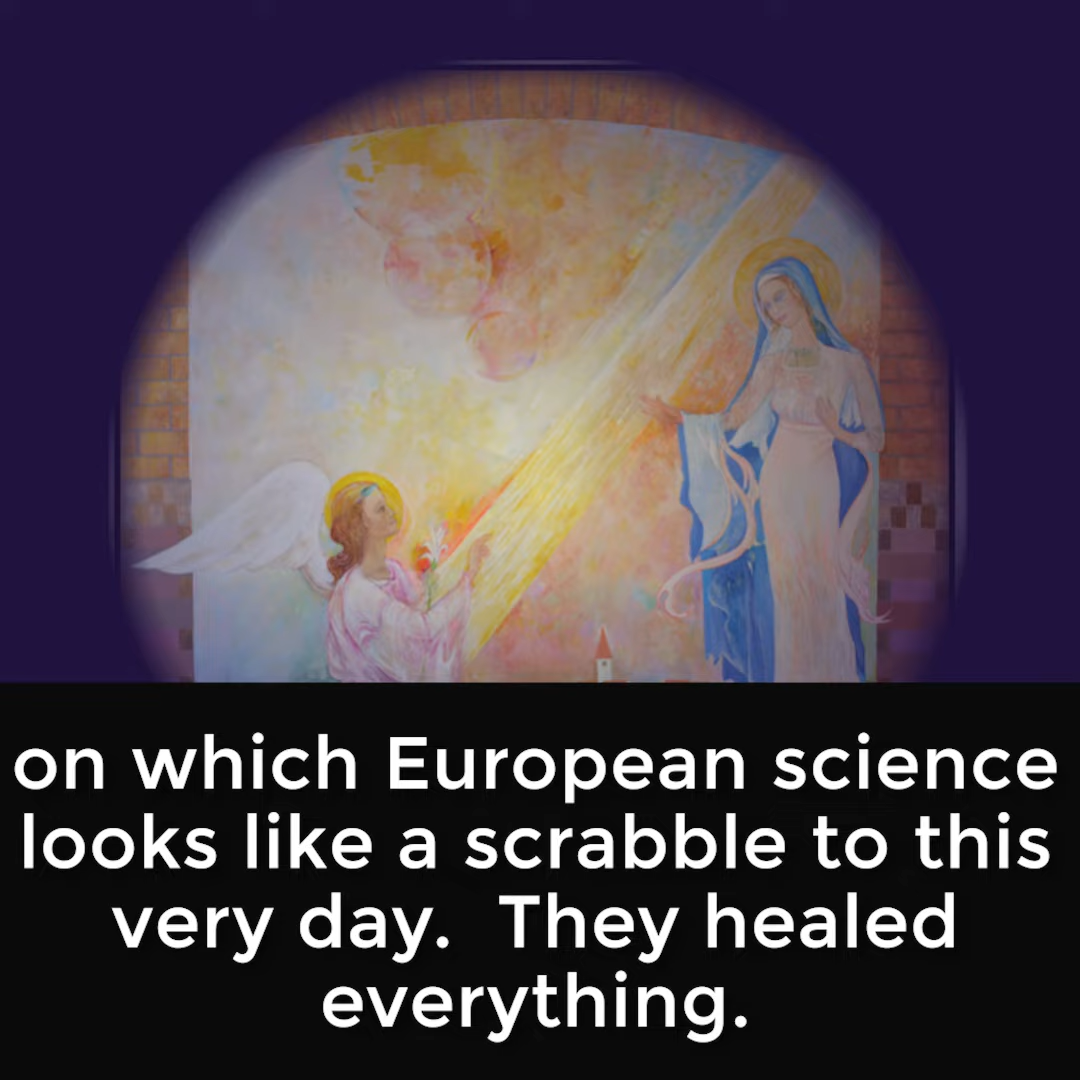 on which European science
looks like a scrabble to this
very day.  They healed
everything.